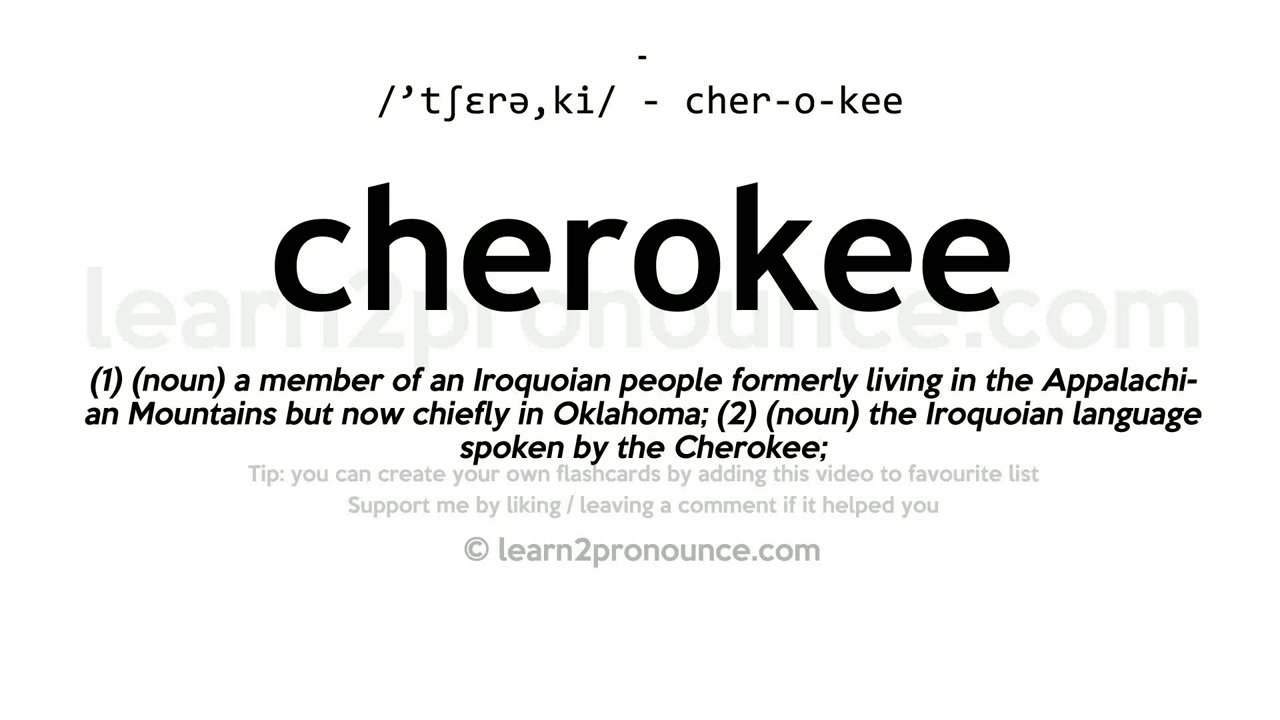 -
/’tʃɛrə,ki/ - cher-o-kee
cherokee
learn2pronounce.com
(1) (noun) a member of an Iroquoian people formerly living in the Appalachi-
an Mountains but now chiefly in Oklahoma; (2) (noun) the Iroquoian language
spoken by the Cherokee;
Tip: you can create your own flashcards by adding this video to favourite list
Support me by liking / leaving a comment if it helped you
© learn2pronounce.com